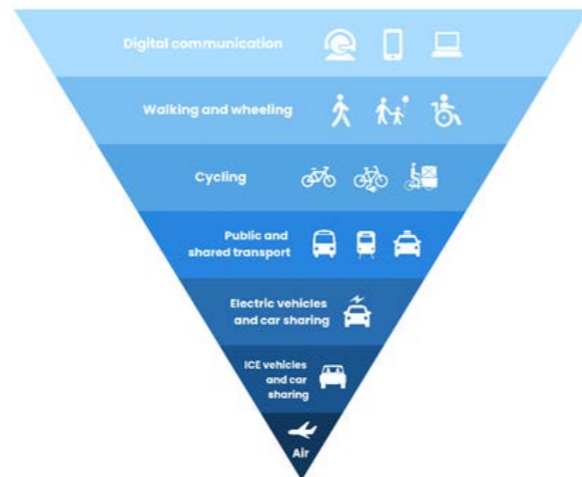 Digital communication
Walking and wheeling
Cycling
Public and
shared transport
Electric vehicles
and car sharing
ICE vehicles
and car
sharing
Air